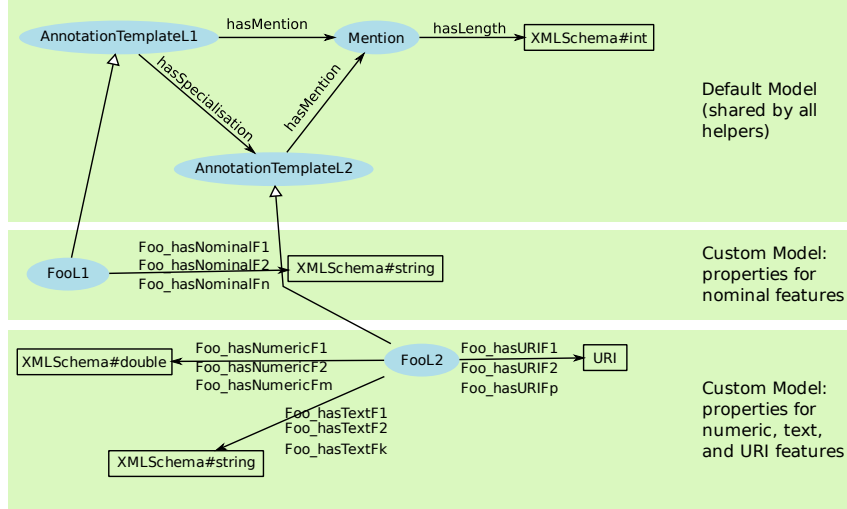 AnnotationTemplateL1
hasMention
Mention
hasLength
XMLSchema#int
hasSpecialisation
hasMention
AnnotationTemplateL2
Default Model
(shared by all
helpers)
FooL1
Foo_hasNominalF1
Foo_hasNominalF2
Foo_hasNominalFn
XMLSchema#string
Custom Model:
properties for
nominal features
XMLSchema#double
Foo_hasNumericF1
Foo_hasNumericF2
Foo_hasNumericFm
FooL2
Foo_hasURIF1
Foo_hasURIF2
Foo_hasURIFp
URI
Foo_hasTextF1
Foo_hasTextF2
Foo_hasTextFk
XMLSchema#string
Custom Model:
properties for
numeric, text,
and URI features